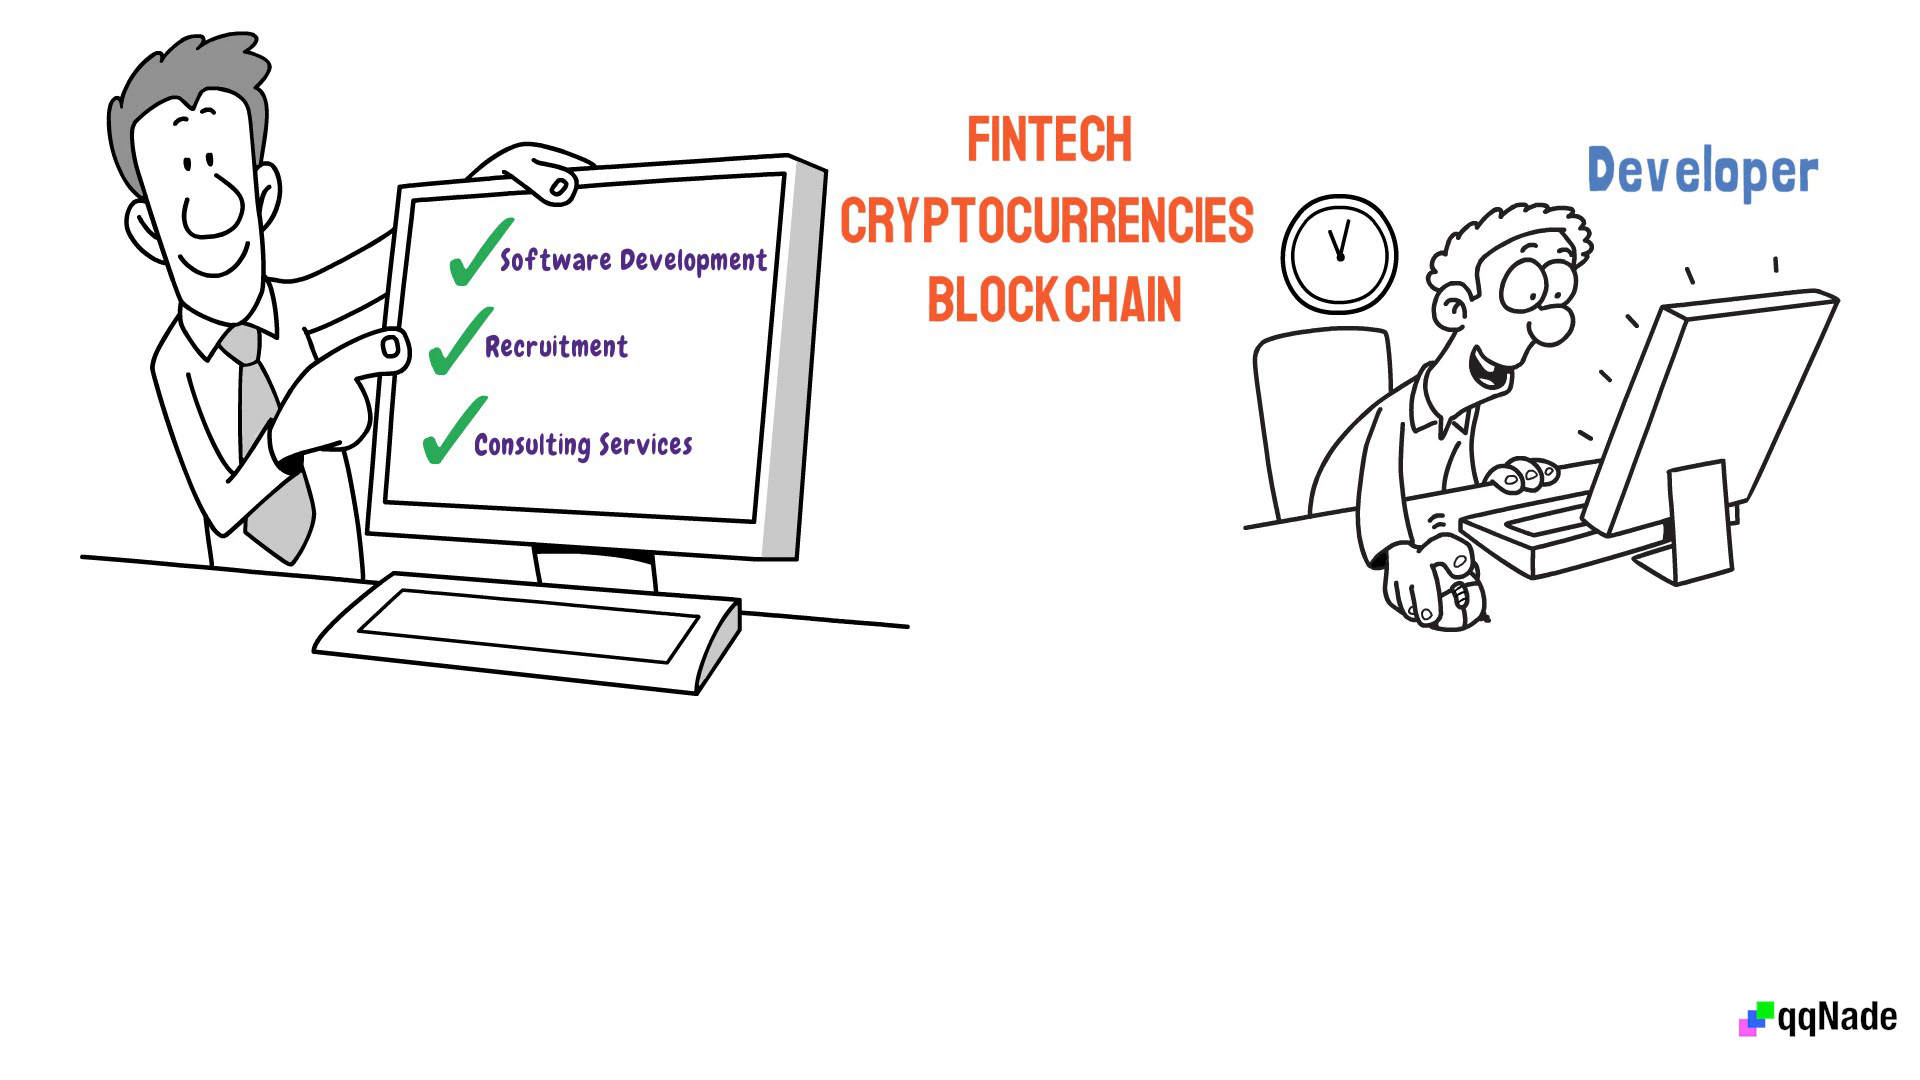 Software Development
Recruitment
Consulting Services
FINTECH
CRYPTOCURRENCIES
BLOCKCHAIN
Developer
qqNade